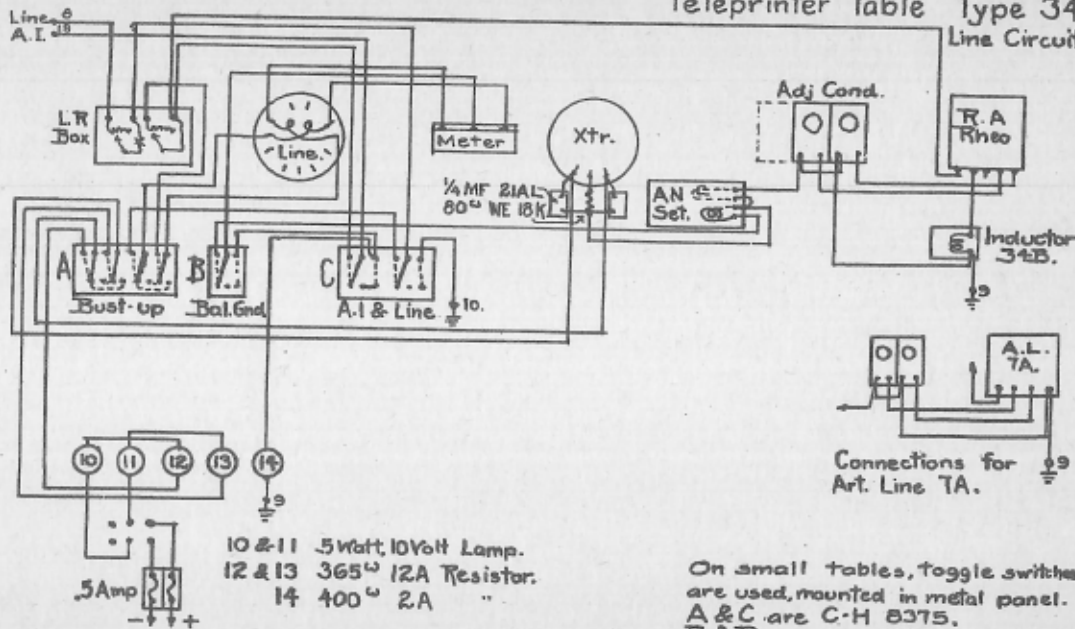 Teleprinter Table Type 34
Line Circuit
Line 6
A.I. 18
L.R
Box
Line.
Meter
Xtr.
Adj Cond.
R.A
Rheo
1/4 MF 21AL
80ω WE 18K
A.N
Set.
Inductor
34B.
9
A
Bust-up
B
Bal. Gnd
C
A.I & Line
10.
A.L.
7A.
9
Connections for
Art. Line 7A.
10 11 12 13 14
9
10 & 11 .5 Watt, 10 Volt Lamp.
12 & 13 365ω 12A Resistor.
14 400ω 2A "
.5 Amp
- +
On small tables, toggle switches
are used, mounted in metal panel.
A & C are C-H 8375.